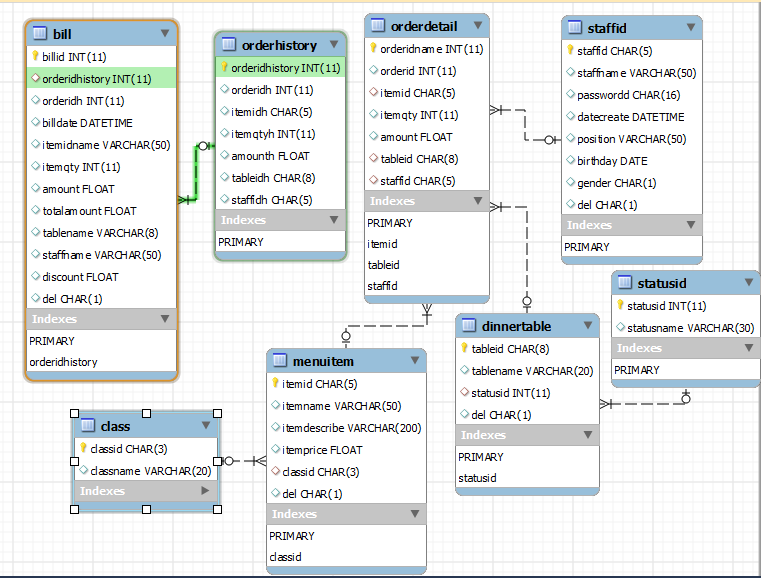 bill
billid INT(11)
orderidhistory INT(11)
orderidh INT(11)
billdate DATETIME
itemidname VARCHAR(50)
itemqty INT(11)
amount FLOAT
totalamount FLOAT
tablename VARCHAR(8)
staffname VARCHAR(50)
discount FLOAT
del CHAR(1)
Indexes
PRIMARY
orderidhistory
orderhistory
orderidhistory INT(11)
orderidh INT(11)
itemidh CHAR(5)
itemqtyh INT(11)
amounth FLOAT
tableidh CHAR(8)
staffidh CHAR(5)
Indexes
PRIMARY
orderdetail
orderidname INT(11)
orderid INT(11)
itemid CHAR(5)
itemqty INT(11)
amount FLOAT
tableid CHAR(8)
staffid CHAR(5)
Indexes
PRIMARY
itemid
tableid
staffid
staffid
staffid CHAR(5)
staffname VARCHAR(50)
passwordd CHAR(16)
datecreate DATETIME
position VARCHAR(50)
birthday DATE
gender CHAR(1)
del CHAR(1)
Indexes
PRIMARY
statusid
statusid INT(11)
statusname VARCHAR(30)
Indexes
PRIMARY
dinnertable
tableid CHAR(8)
tablename VARCHAR(20)
statusid INT(11)
del CHAR(1)
Indexes
PRIMARY
statusid
menuitem
itemid CHAR(5)
itemname VARCHAR(50)
itemdescribe VARCHAR(200)
itemprice FLOAT
classid CHAR(3)
del CHAR(1)
Indexes
PRIMARY
classid
class
classid CHAR(3)
classname VARCHAR(20)
Indexes